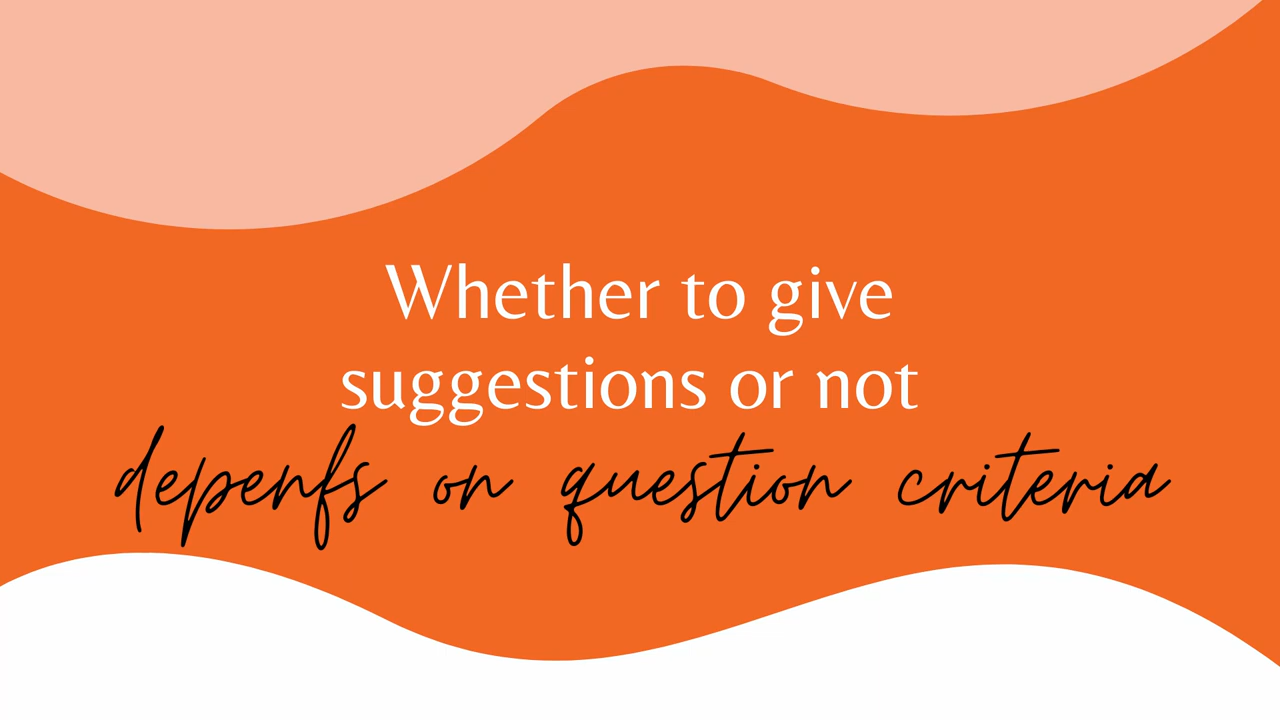 Whether to give
suggestions or not
depenfs on question criteria